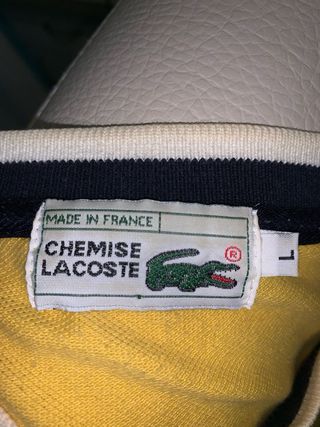 MADE IN FRANCE
CHEMISE
LACOSTE
®
L